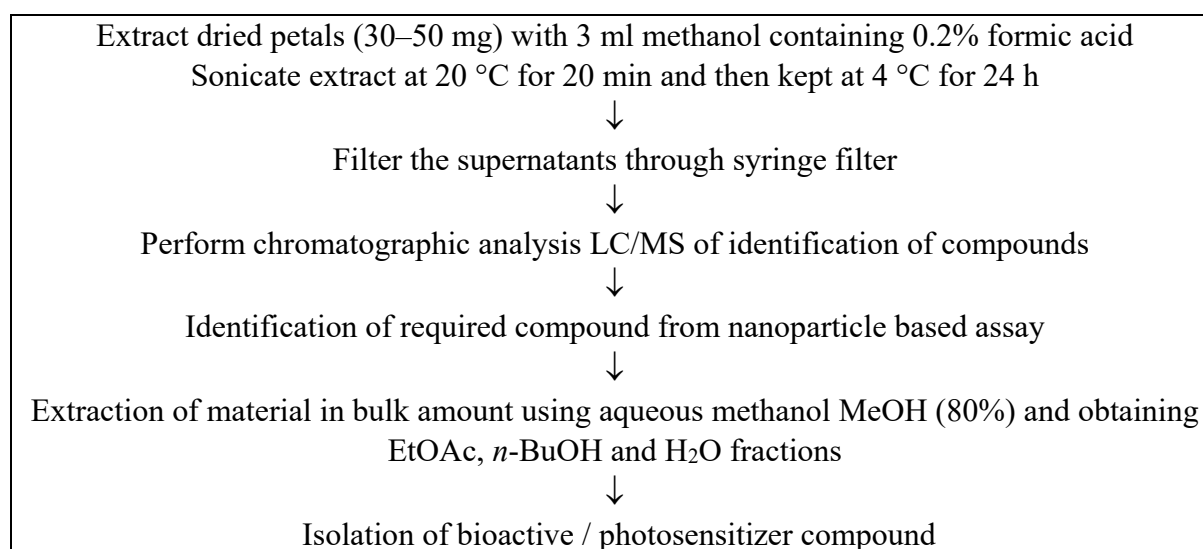 Extract dried petals (30–50 mg) with 3 ml methanol containing 0.2% formic acid
Sonicate extract at 20 °C for 20 min and then kept at 4 °C for 24 h
↓
Filter the supernatants through syringe filter
↓
Perform chromatographic analysis LC/MS of identification of compounds
↓
Identification of required compound from nanoparticle based assay
↓
Extraction of material in bulk amount using aqueous methanol MeOH (80%) and obtaining
EtOAc, n-BuOH and H₂O fractions
↓
Isolation of bioactive / photosensitizer compound